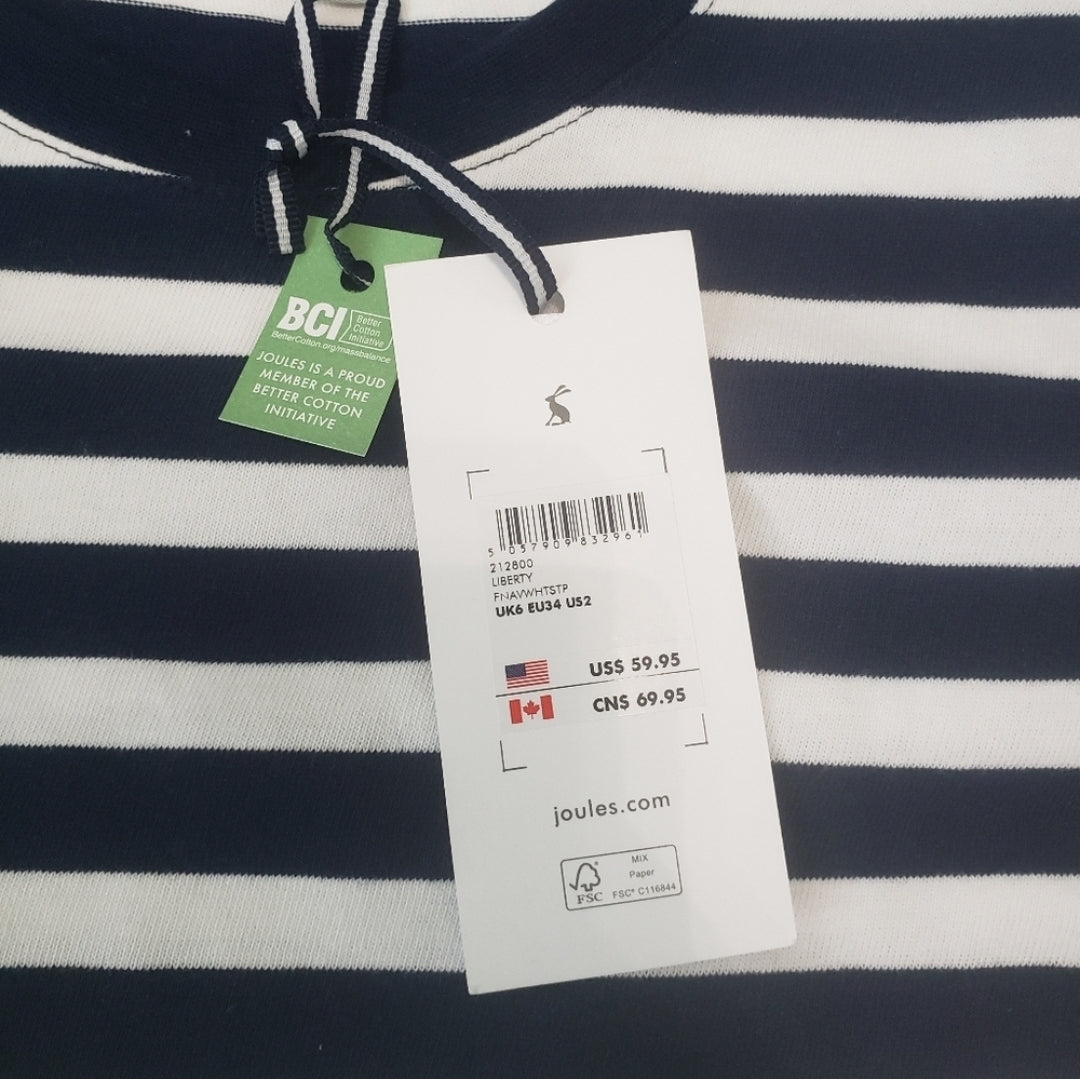 BCI
Better
Cotton
Initiative
BetterCotton.org/massbalance
JOULES IS A PROUD
MEMBER OF THE
BETTER COTTON
INITIATIVE
5 057909 832961
212800
LIBERTY
FNAVWHTSTP
UK6 EU34 US2
US$ 59.95
CN$ 69.95
joules.com
FSC
MIX
Paper
FSC® C116844